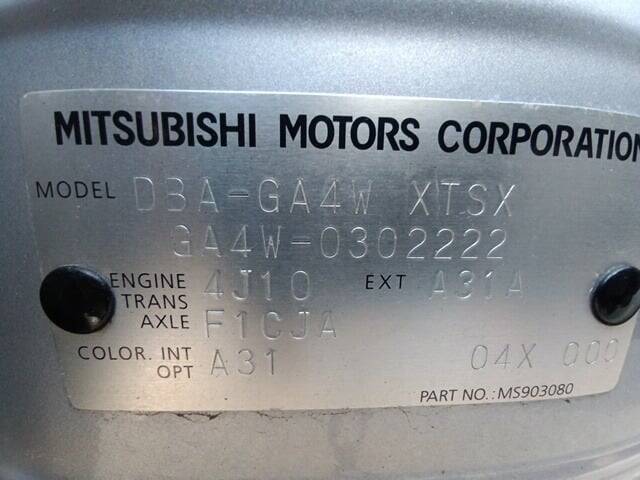 MITSUBISHI MOTORS CORPORATION
MODEL DBA-GA4W XTSX
GA4W-0302222
ENGINE 4J10 EXT A31A
TRANS
AXLE F1CJA
COLOR. INT A31 04X 000
OPT
PART NO.: MS903080